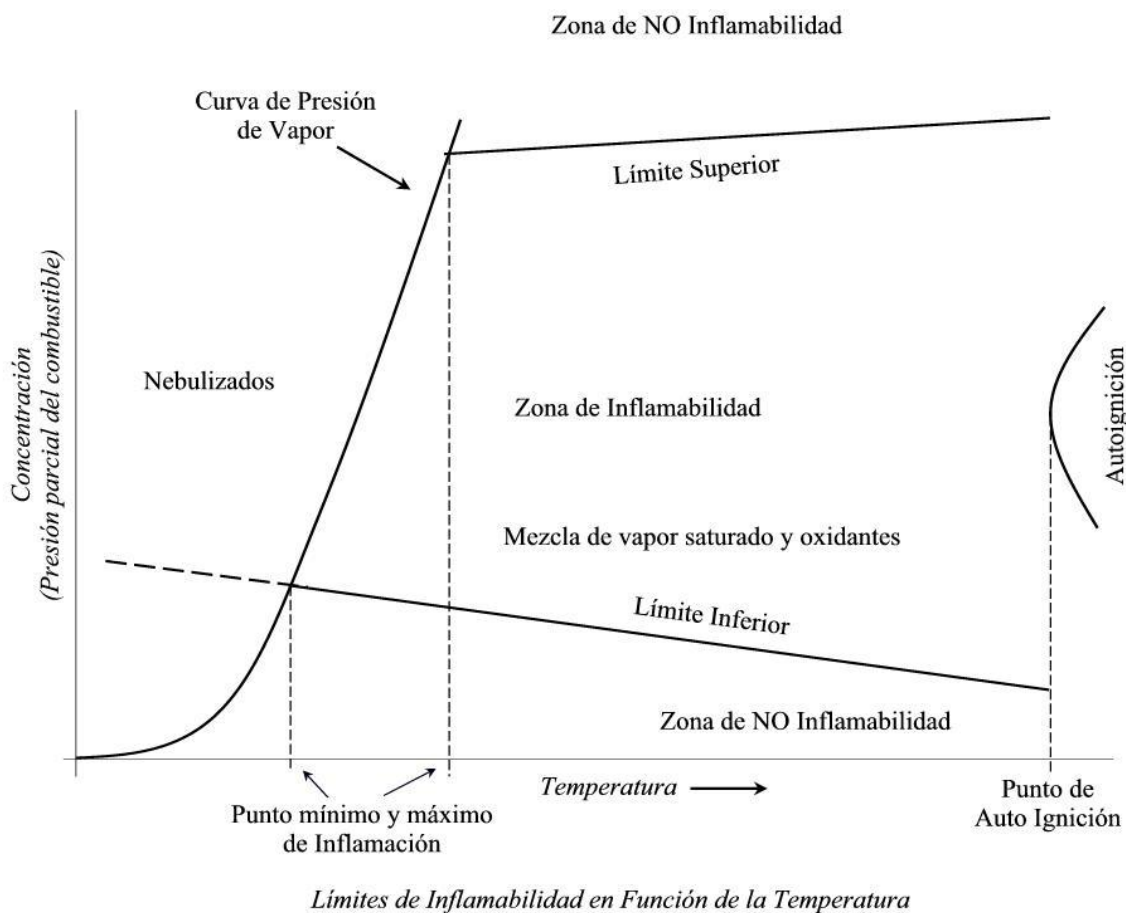 Zona de NO Inflamabilidad
Curva de Presión
de Vapor
Límite Superior
Concentración
(Presión parcial del combustible)
Nebulizados
Zona de Inflamabilidad
Autoignición
Mezcla de vapor saturado y oxidantes
Límite Inferior
Zona de NO Inflamabilidad
Temperatura
Punto mínimo y máximo
de Inflamación
Punto de
Auto Ignición
Límites de Inflamabilidad en Función de la Temperatura